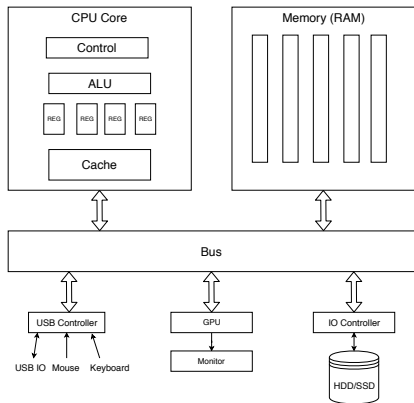 CPU Core
Memory (RAM)
Control
ALU
REG REG REG REG
Cache
Bus
USB Controller
GPU
IO Controller
USB IO
Mouse
Keyboard
Monitor
HDD/SSD